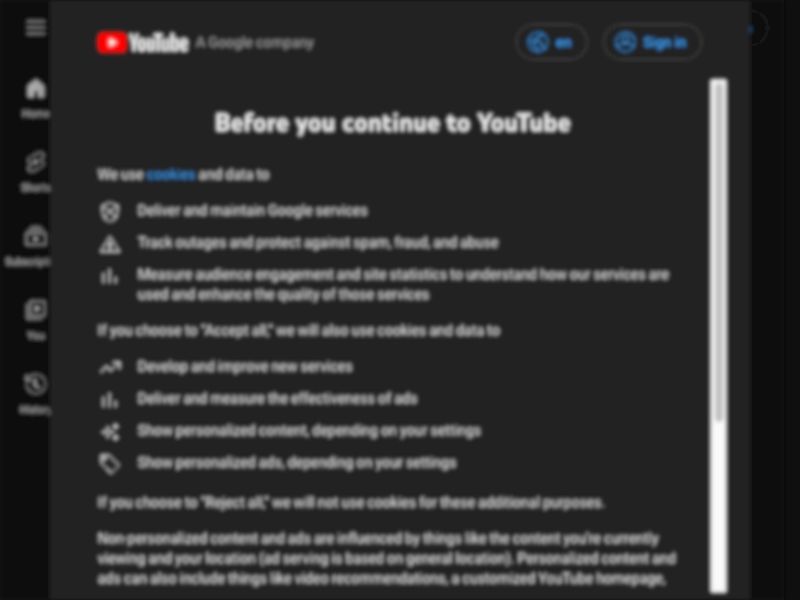 YouTube A Google company
en
Sign in
Home
Shorts
You
History
Before you continue to YouTube
We use cookies and data to
Deliver and maintain Google services
Track outages and protect against spam, fraud, and abuse
Measure audience engagement and site statistics to understand how our services are
used and enhance the quality of those services
If you choose to "Accept all," we will also use cookies and data to
Develop and improve new services
Deliver and measure the effectiveness of ads
Show personalized content, depending on your settings
Show personalized ads, depending on your settings
If you choose to "Reject all," we will not use cookies for these additional purposes.
Non-personalized content and ads are influenced by things like the content you're currently
viewing and your location (ad serving is based on general location). Personalized content and
ads can also include things like video recommendations, a customized YouTube homepage,